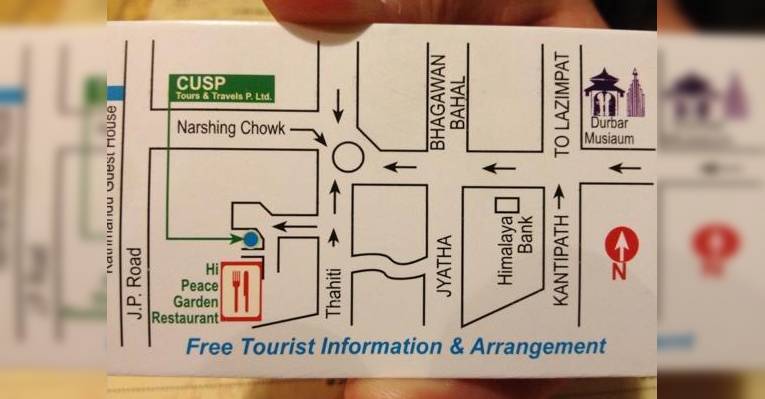 CUSP
Tours & Travels P. Ltd.
Narshing Chowk
BHAGAWAN
BAHAL
TO LAZIMPAT
Durbar
Musiaum
Kathmandu Guest House
J.P. Road
Hi
Peace
Garden
Restaurant
Thahiti
JYATHA
Himalaya
Bank
KANTIPATH
N
Free Tourist Information & Arrangement